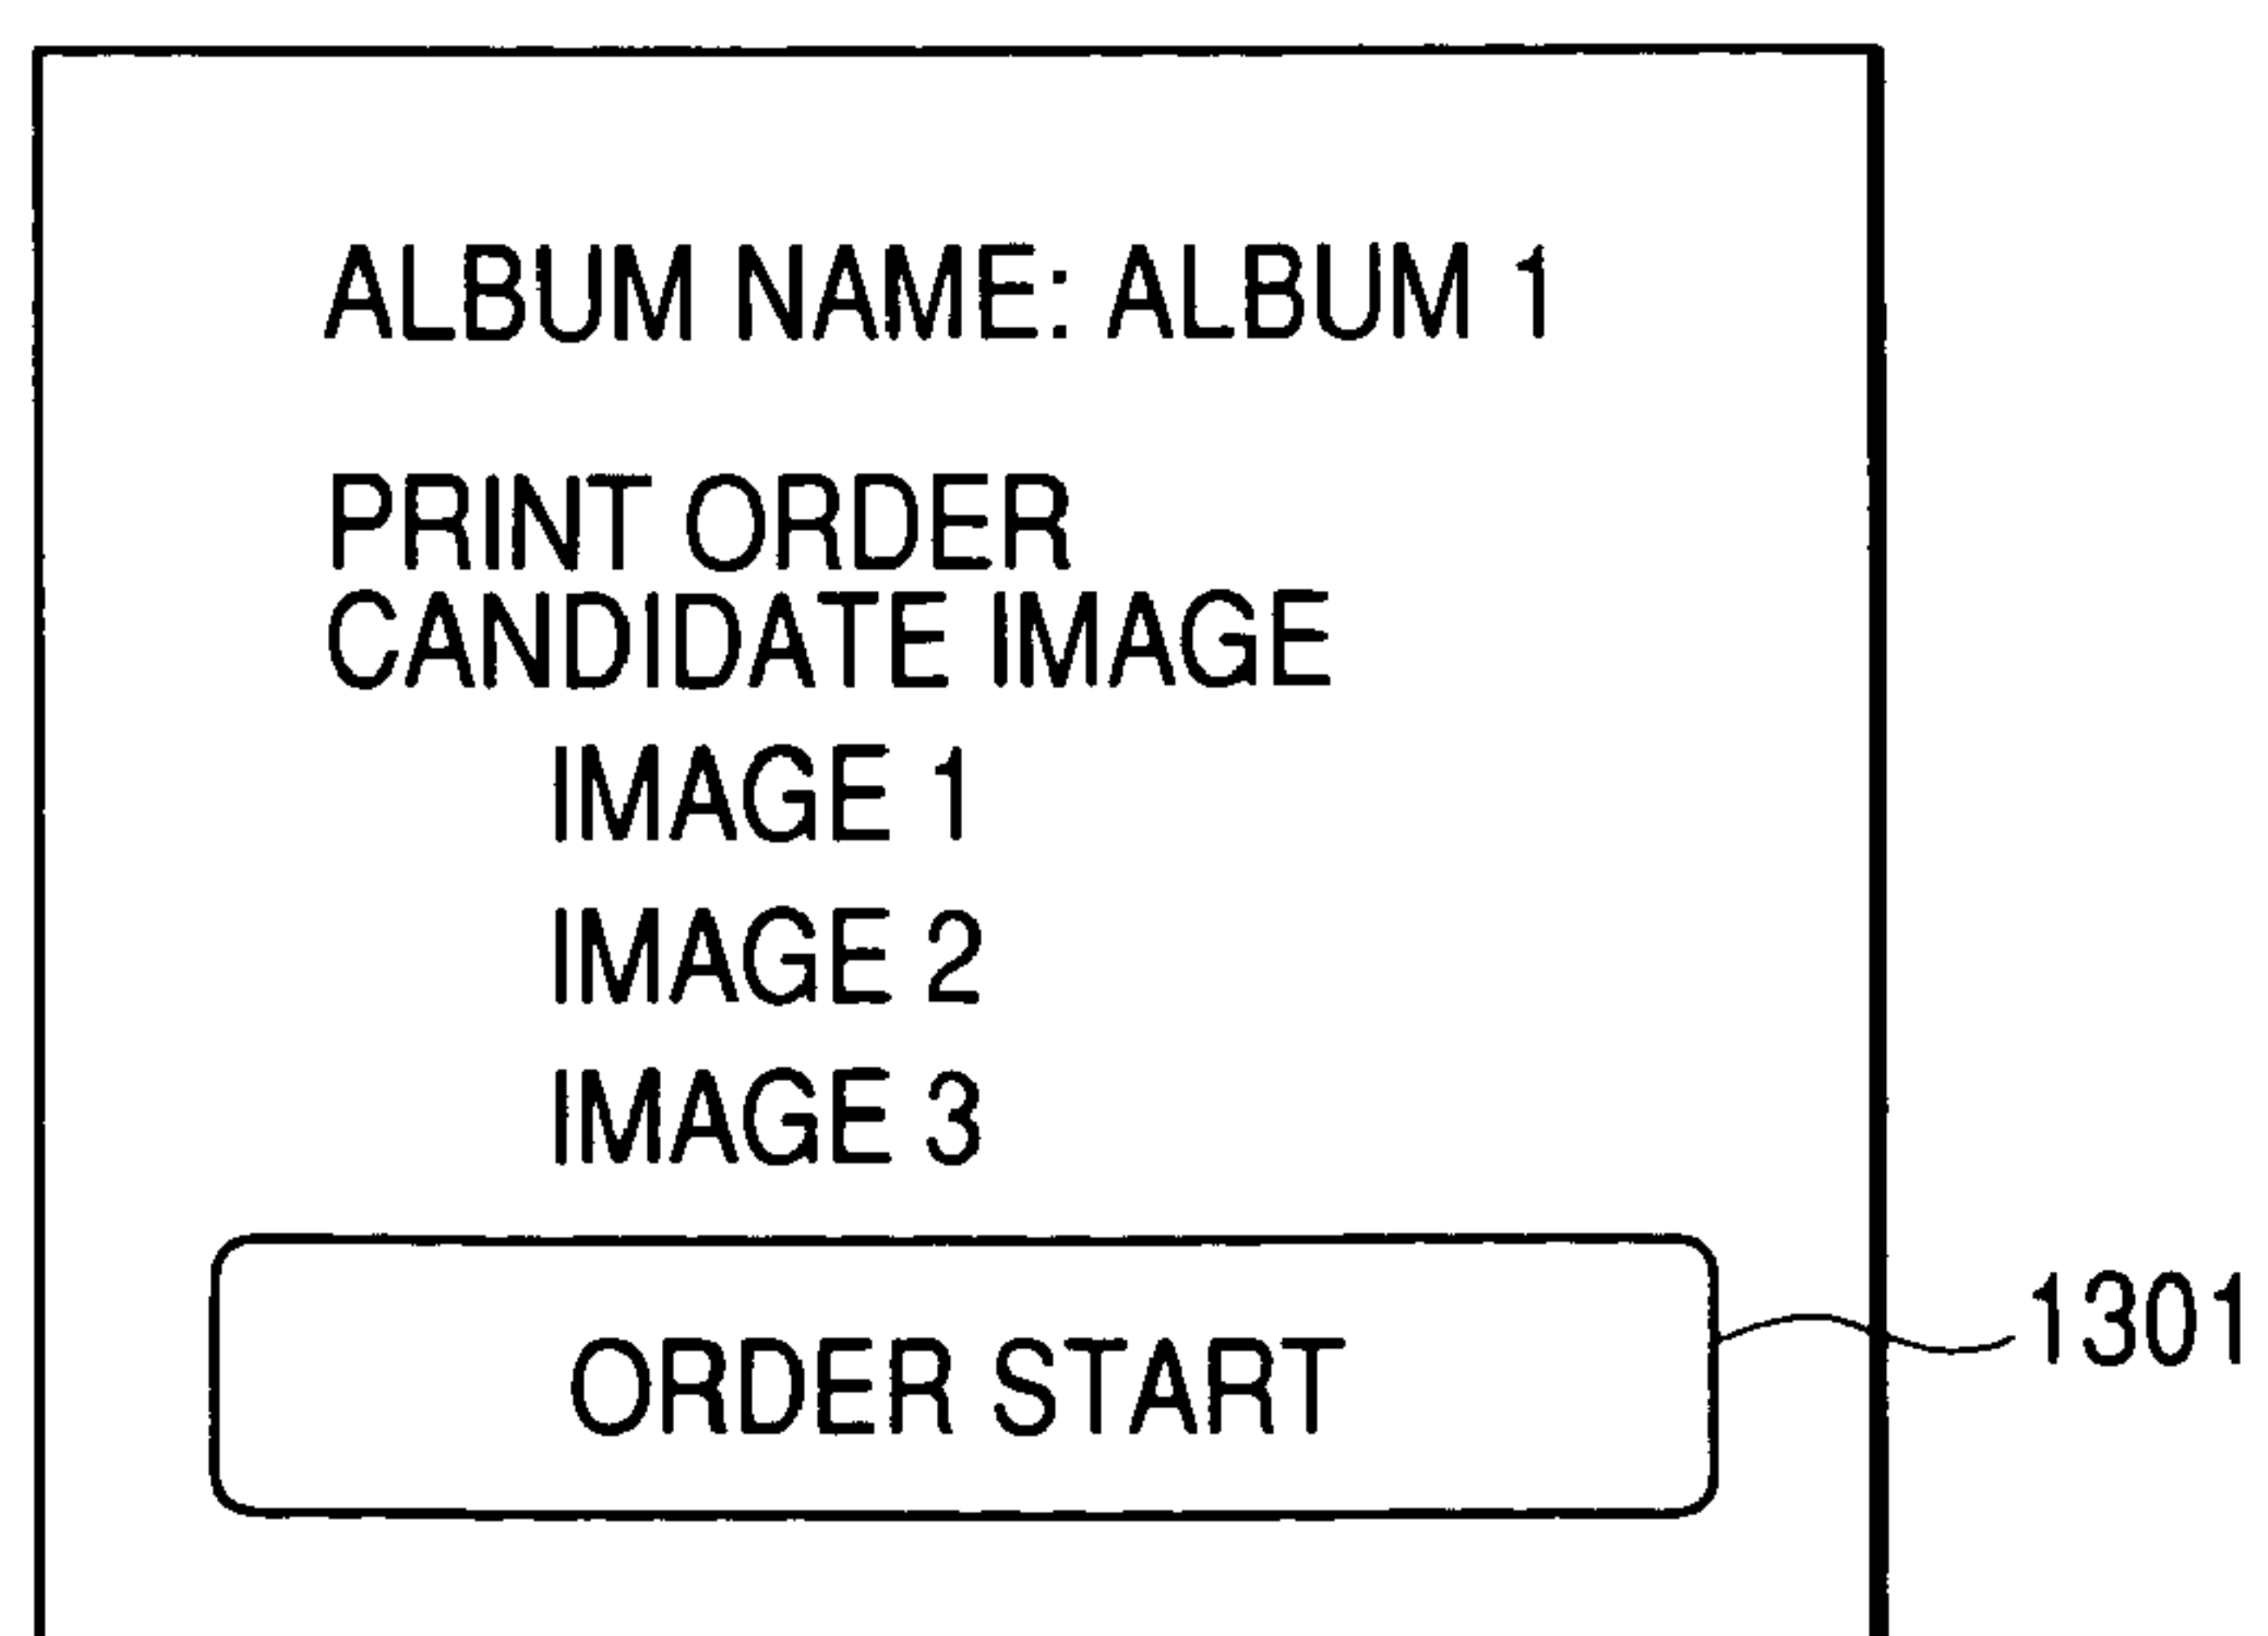 ALBUM NAME: ALBUM 1
PRINT ORDER
CANDIDATE IMAGE
IMAGE 1
IMAGE 2
IMAGE 3
ORDER START
1301